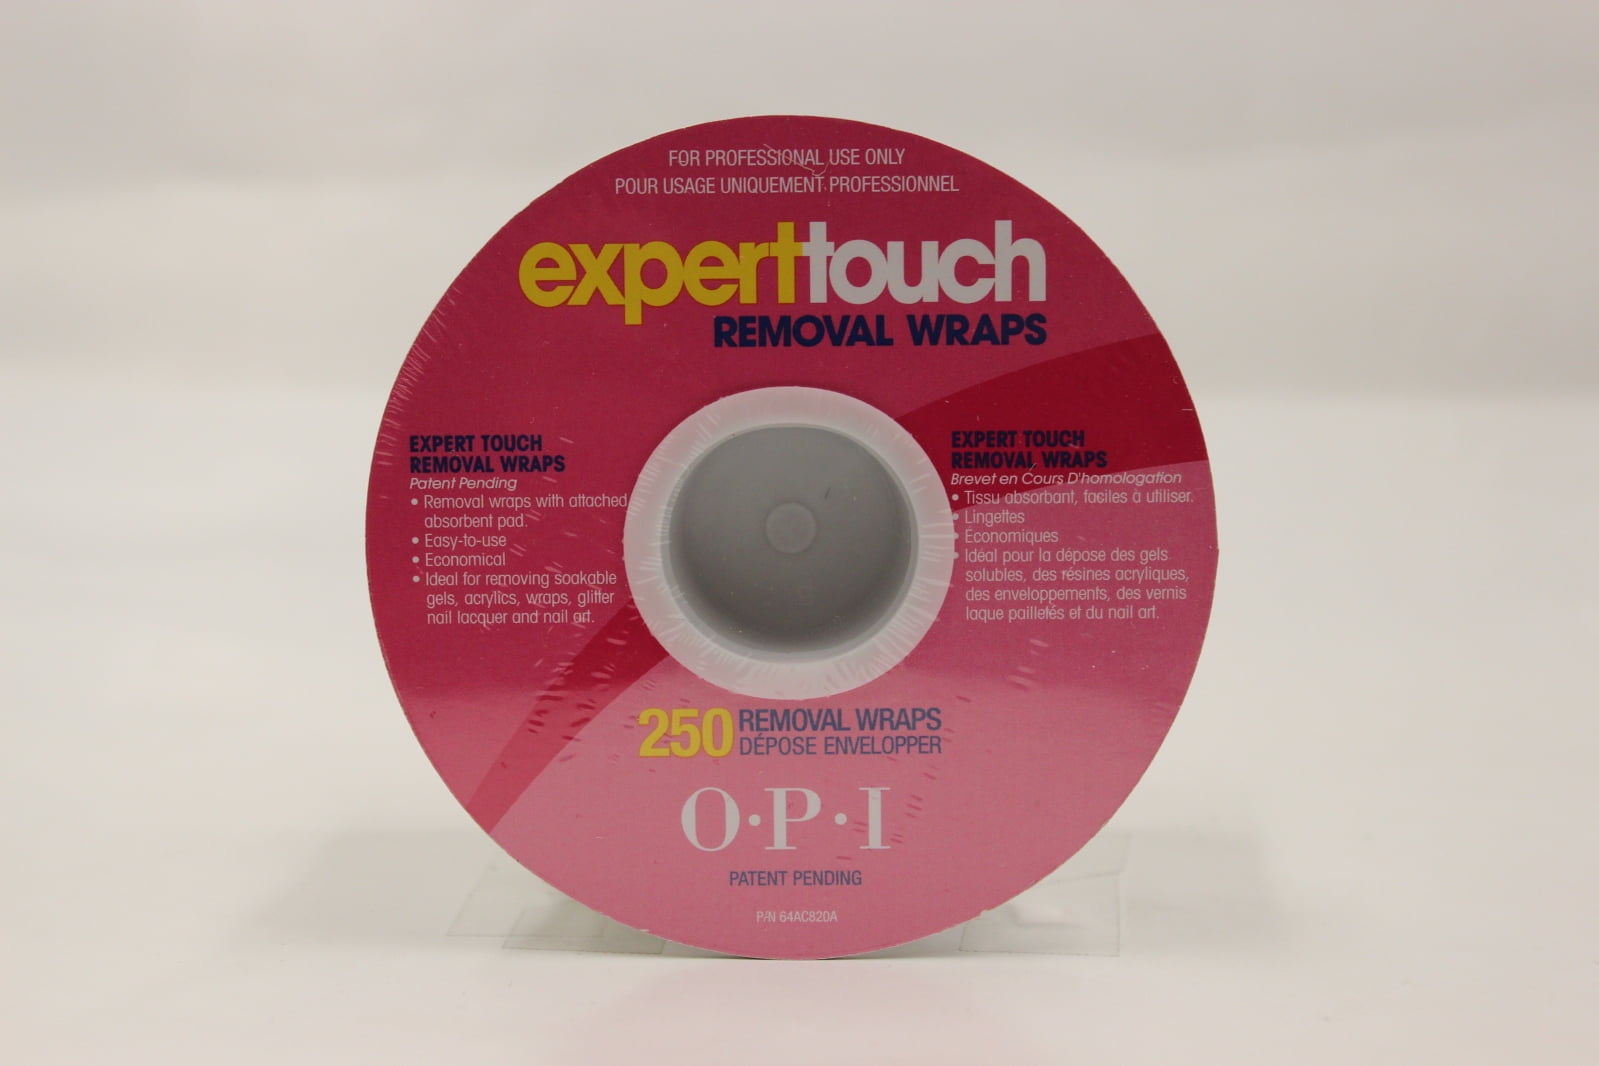 FOR PROFESSIONAL USE ONLY
POUR USAGE UNIQUEMENT PROFESSIONNEL
experttouch
REMOVAL WRAPS
EXPERT TOUCH
REMOVAL WRAPS
Patent Pending
• Removal wraps with attached
absorbent pad.
• Easy-to-use
• Economical
• Ideal for removing soakable
gels, acrylics, wraps, glitter
nail lacquer and nail art.
EXPERT TOUCH
REMOVAL WRAPS
Brevet en Cours D'homologation
• Tissu absorbant, faciles à utiliser.
• Lingettes
• Économiques
• Idéal pour la dépose des gels
solubles, des résines acryliques,
des enveloppements, des vernis
laque pailletés et du nail art.
250 REMOVAL WRAPS
DÉPOSE ENVELOPPER
O·P·I
PATENT PENDING
P/N 64AC820A